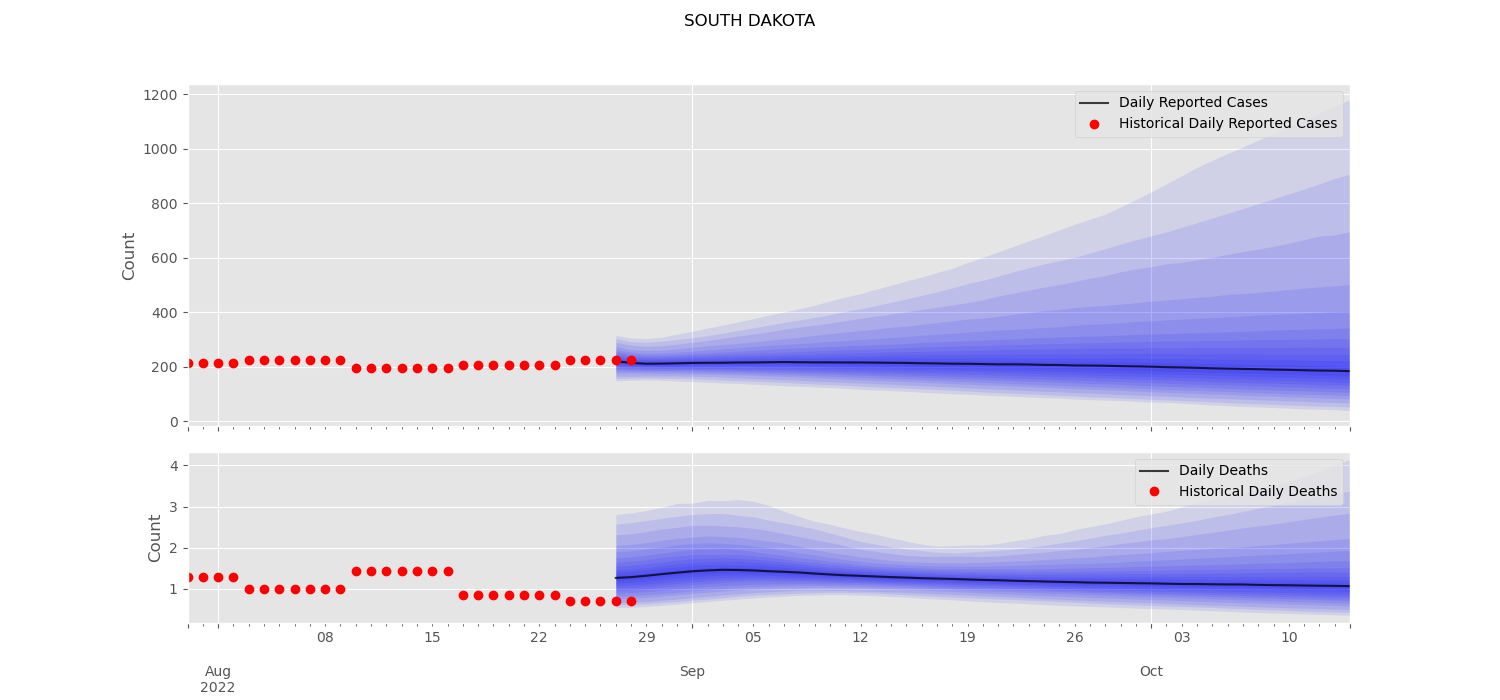 SOUTH DAKOTA
1200
1000
800
600
400
200
0
Count
Daily Reported Cases
Historical Daily Reported Cases
4
3
2
1
Count
Daily Deaths
Historical Daily Deaths
08 15 22 29 05 12 19 26 03 10
Aug Sep Oct
2022